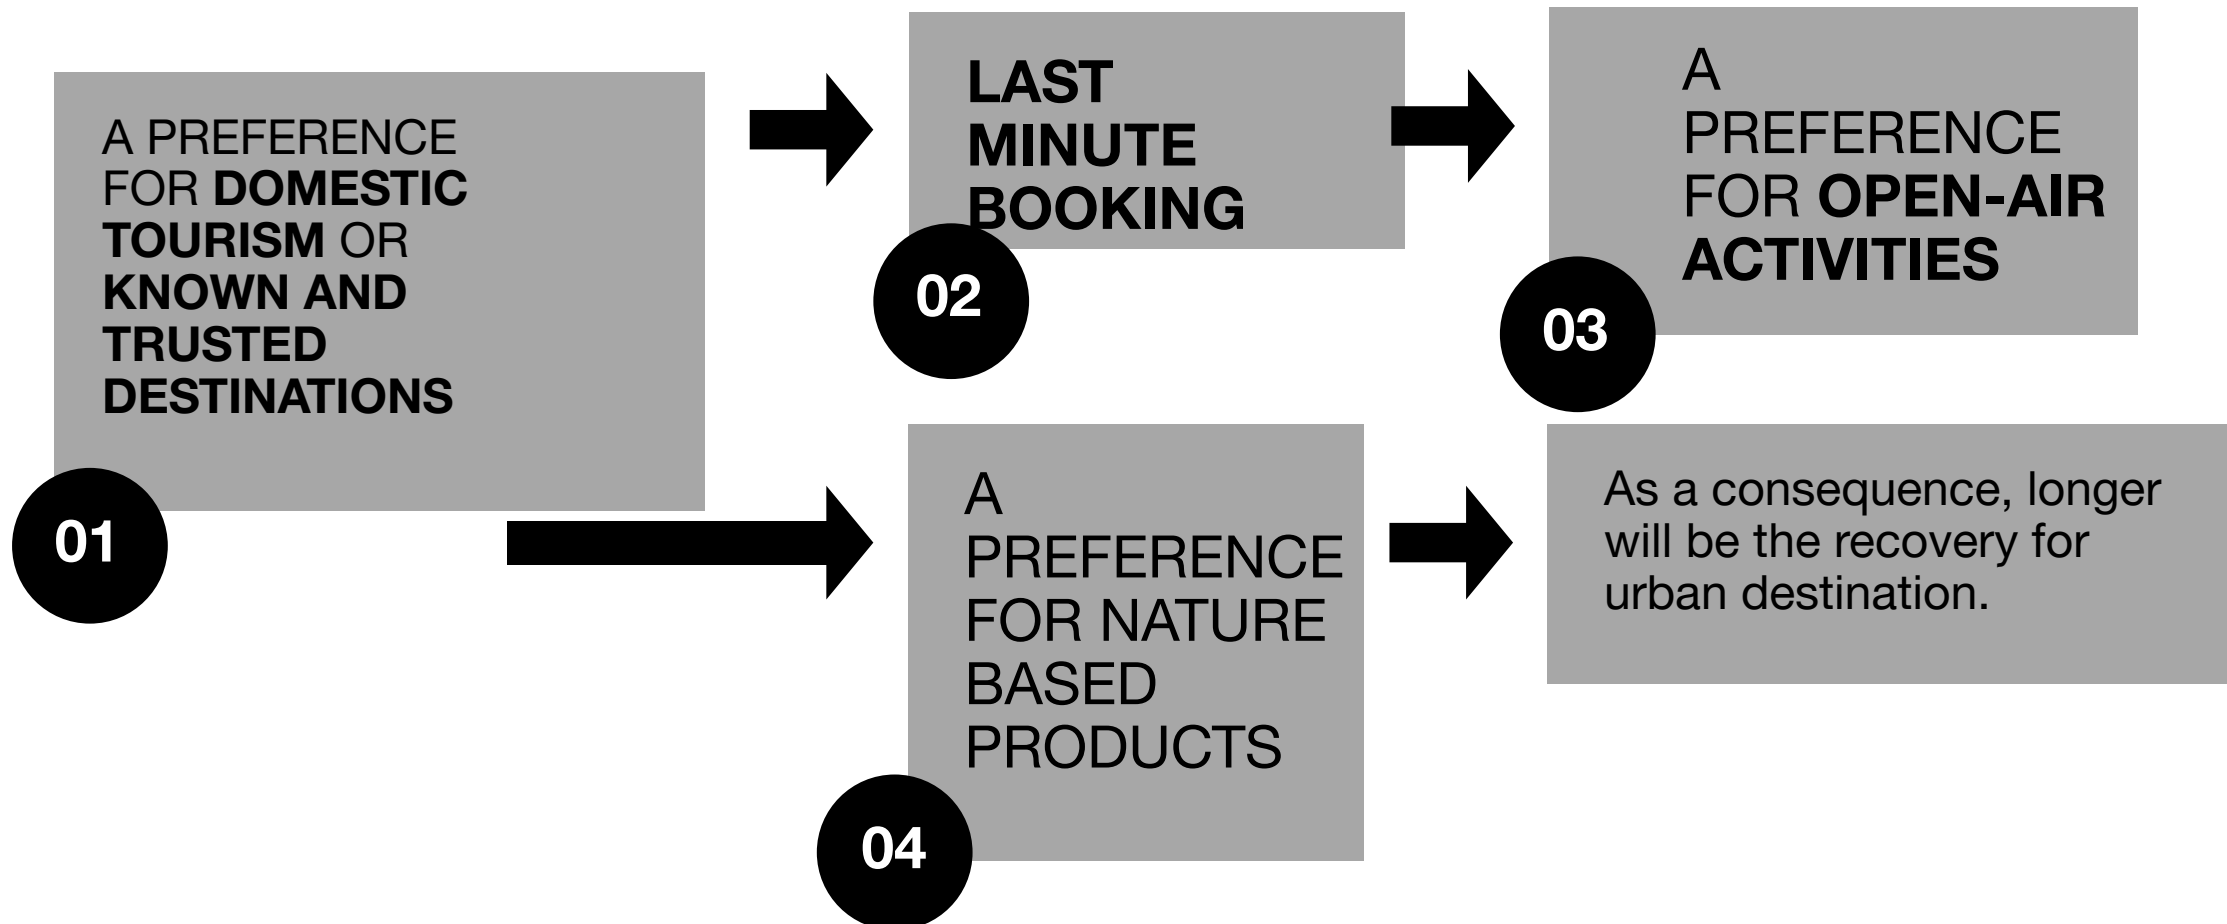 A PREFERENCE
FOR DOMESTIC
TOURISM OR
KNOWN AND
TRUSTED
DESTINATIONS
01
LAST
MINUTE
BOOKING
02
A
PREFERENCE
FOR OPEN-AIR
ACTIVITIES
03
A
PREFERENCE
FOR NATURE
BASED
PRODUCTS
04
As a consequence, longer
will be the recovery for
urban destination.